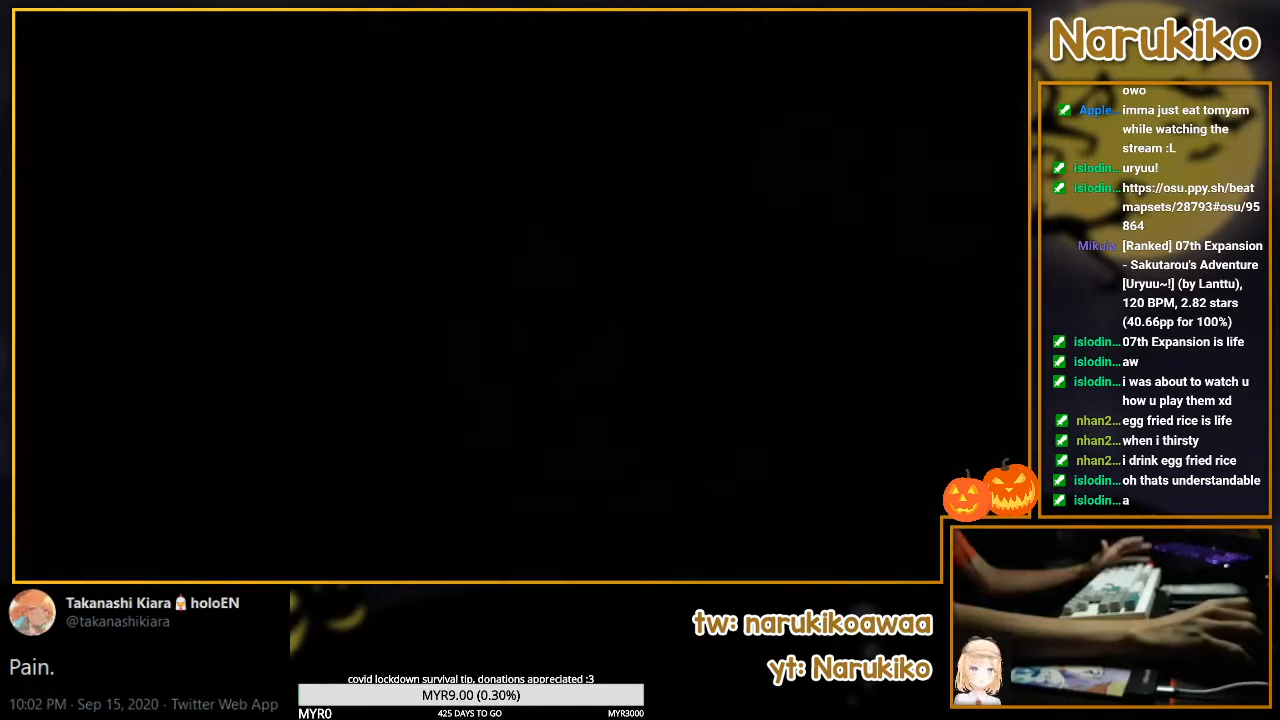 Narukiko
owo
Apple... imma just eat tomyam
while watching the
stream :L
islodin... uryuu!
islodin... https://osu.ppy.sh/beat
mapsets/28793#osu/95
864
Mikuia [Ranked] 07th Expansion
- Sakutarou's Adventure
[Uryuu~!] (by Lanttu),
120 BPM, 2.82 stars
(40.66pp for 100%)
islodin... 07th Expansion is life
islodin... aw
islodin... i was about to watch u
how u play them xd
nhan2... egg fried rice is life
nhan2... when i thirsty
nhan2... i drink egg fried rice
islodin... oh thats understandable
islodin... a
Takanashi Kiara holoEN
@takanashikiara
Pain.
10:02 PM · Sep 15, 2020 · Twitter Web App
covid lockdown survival tip, donations appreciated :3
MYR9.00 (0.30%)
MYR0 425 DAYS TO GO MYR3000
tw: narukikoawaa
yt: Narukiko